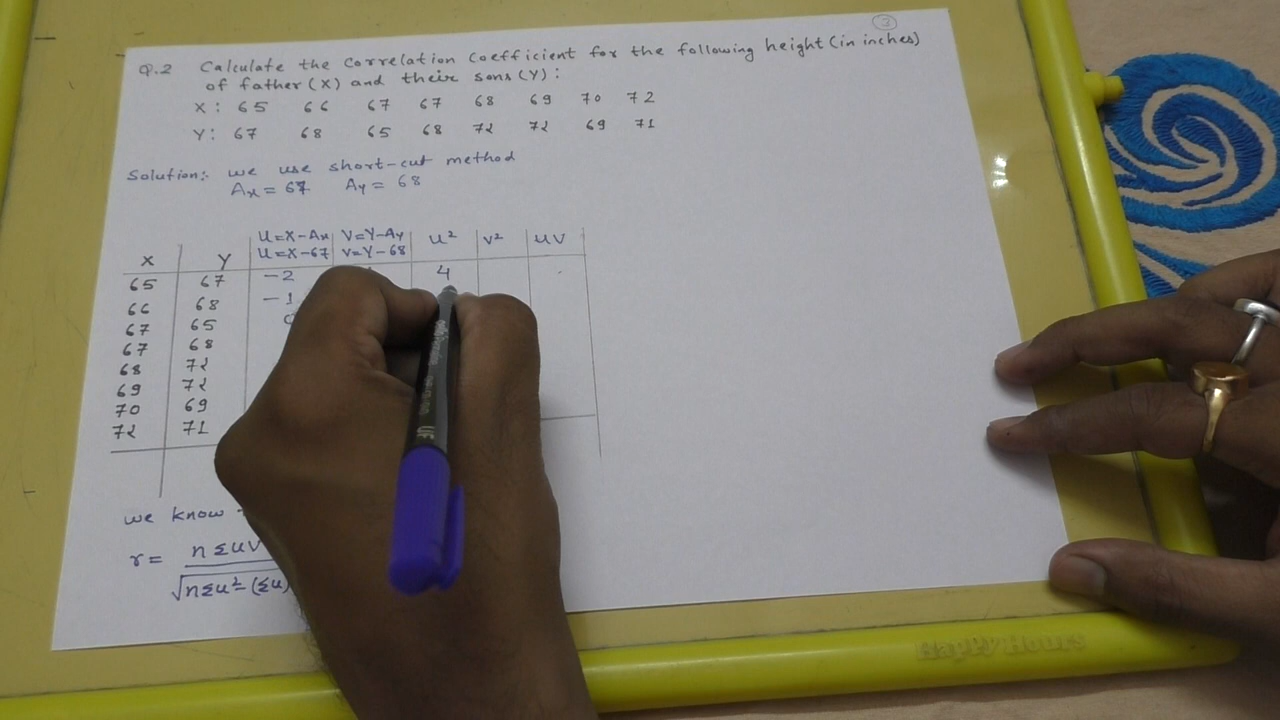 3
Q.2 Calculate the Correlation Coefficient for the following height (in inches)
of father (X) and their sons (Y):
X: 65 66 67 67 68 69 70 72
Y: 67 68 65 68 72 72 69 71
Solution:- we use short-cut method
Ax = 67 Ay = 68
X Y U=X-Ax V=Y-Ay U² V² UV
U=X-67 V=Y-68
65 67 -2 4
66 68 -1
67 65
67 68
68 72
69 72
70 69
72 71
we know
r = nΣUV
√nΣu²-(Σu)
Happy Hours